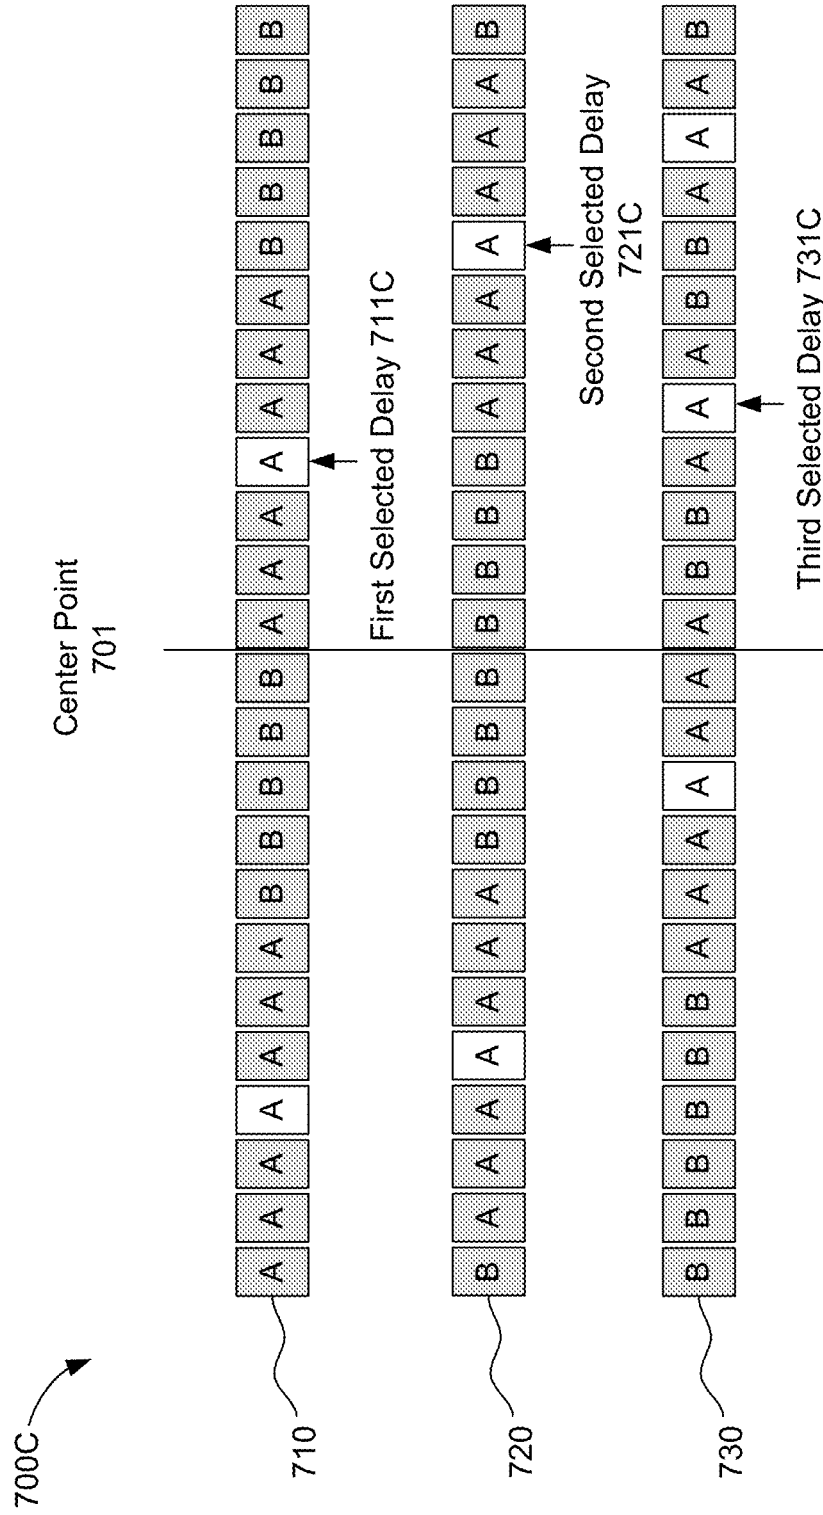 700C
Center Point
701
710 A A A A A A A B B B B B A A A A A A A B B B B B
First Selected Delay 711C
720 B A A A A A A A B B B B B B B B A A A A A A A B
Second Selected Delay
721C
730 B B B B B B A A A A A A A B B A A A B B A A A B
Third Selected Delay 731C